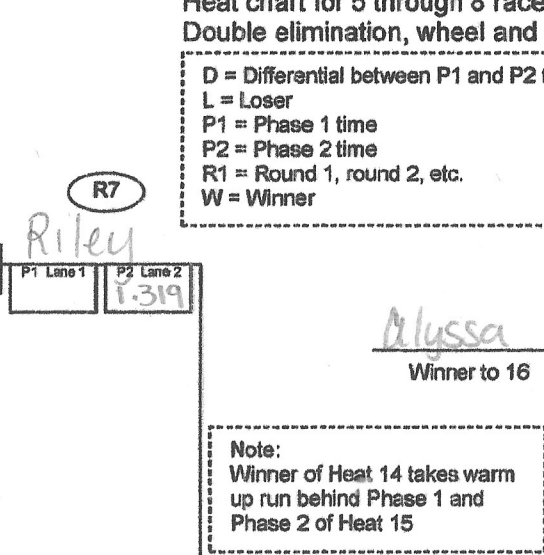 Heat chart for 5 through 8 race
Double elimination, wheel and
D = Differential between P1 and P2 t
L = Loser
P1 = Phase 1 time
P2 = Phase 2 time
R1 = Round 1, round 2, etc.
W = Winner
R7
Riley
P1 Lane 1 P2 Lane 2
1.319
Alyssa
Winner to 16
Note:
Winner of Heat 14 takes warm
up run behind Phase 1 and
Phase 2 of Heat 15